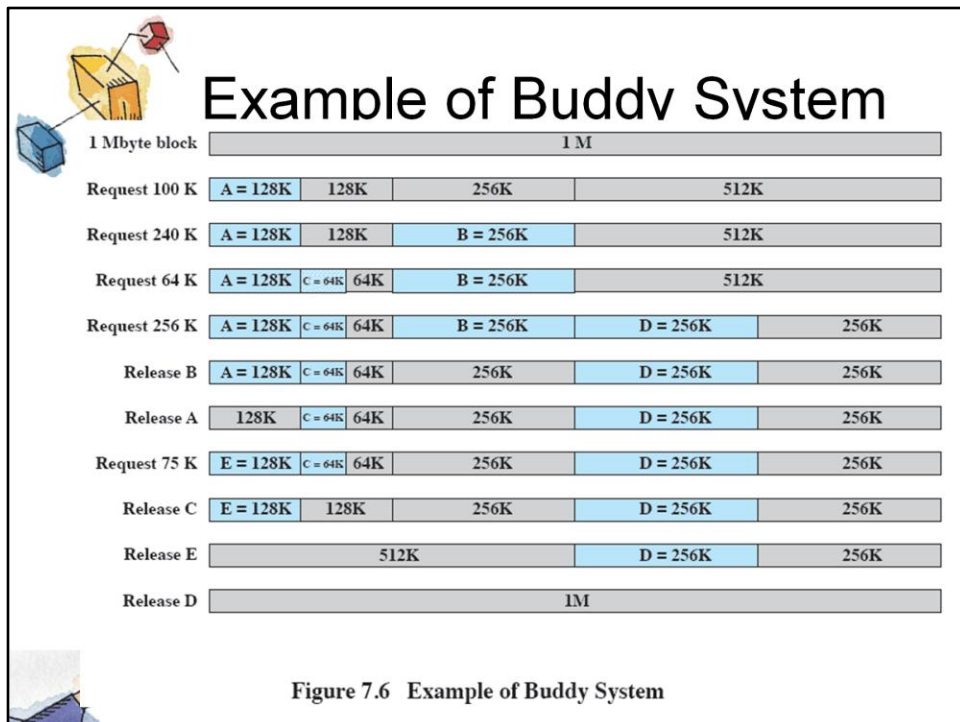 Example of Buddy System
1 Mbyte block 1 M
Request 100 K A = 128K 128K 256K 512K
Request 240 K A = 128K 128K B = 256K 512K
Request 64 K A = 128K C = 64K 64K B = 256K 512K
Request 256 K A = 128K C = 64K 64K B = 256K D = 256K 256K
Release B A = 128K C = 64K 64K 256K D = 256K 256K
Release A 128K C = 64K 64K 256K D = 256K 256K
Request 75 K E = 128K C = 64K 64K 256K D = 256K 256K
Release C E = 128K 128K 256K D = 256K 256K
Release E 512K D = 256K 256K
Release D 1M
Figure 7.6 Example of Buddy System